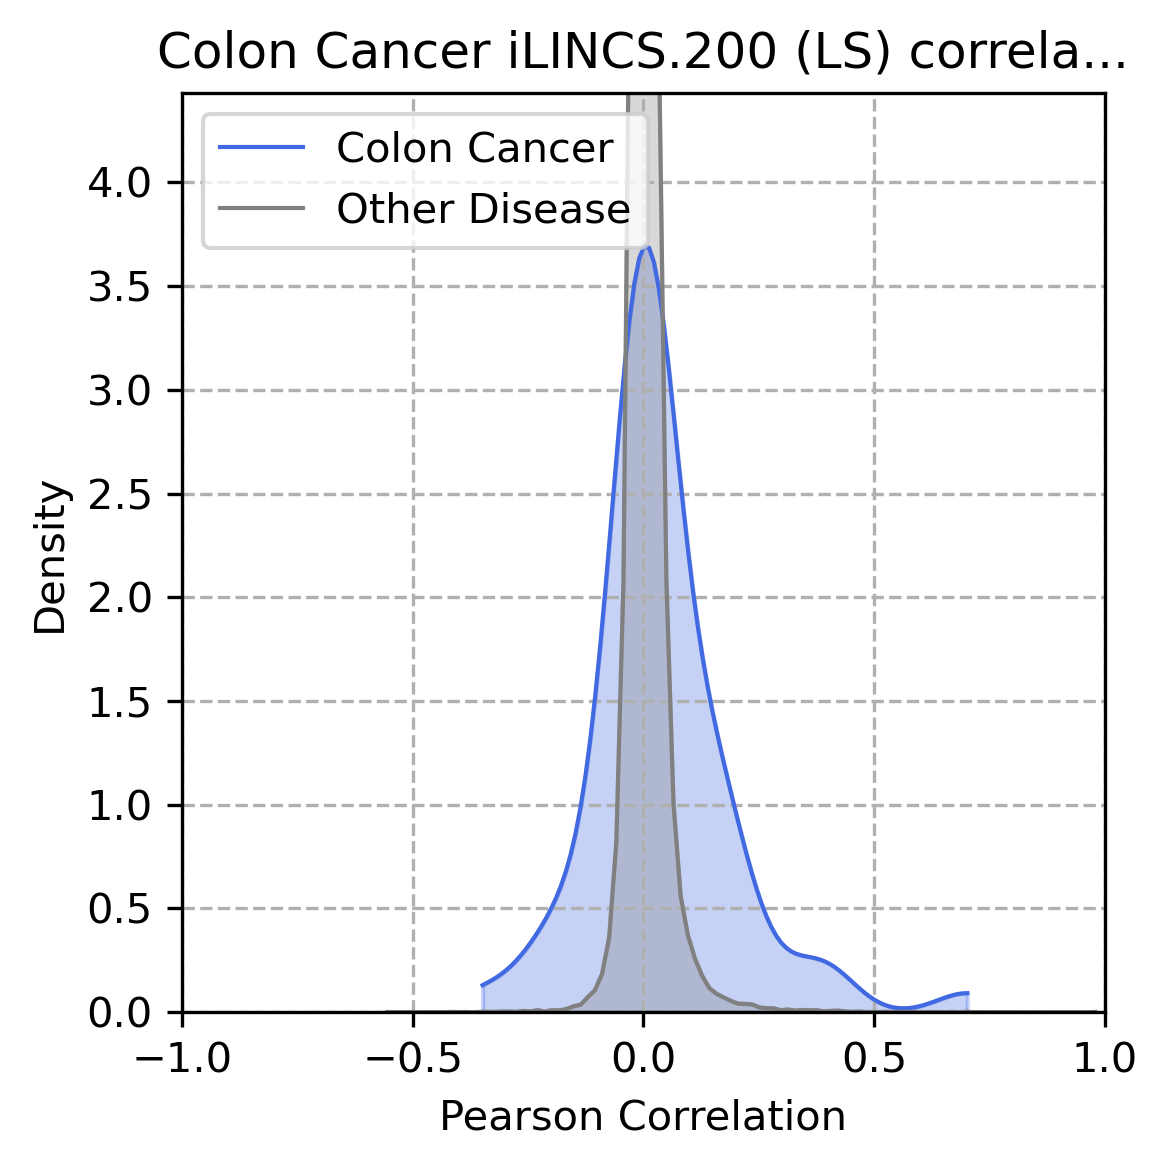 Colon Cancer iLINCS.200 (LS) correla...
Colon Cancer
Other Disease
4.0
3.5
3.0
2.5
2.0
1.5
1.0
0.5
0.0
Density
−1.0 −0.5 0.0 0.5 1.0
Pearson Correlation